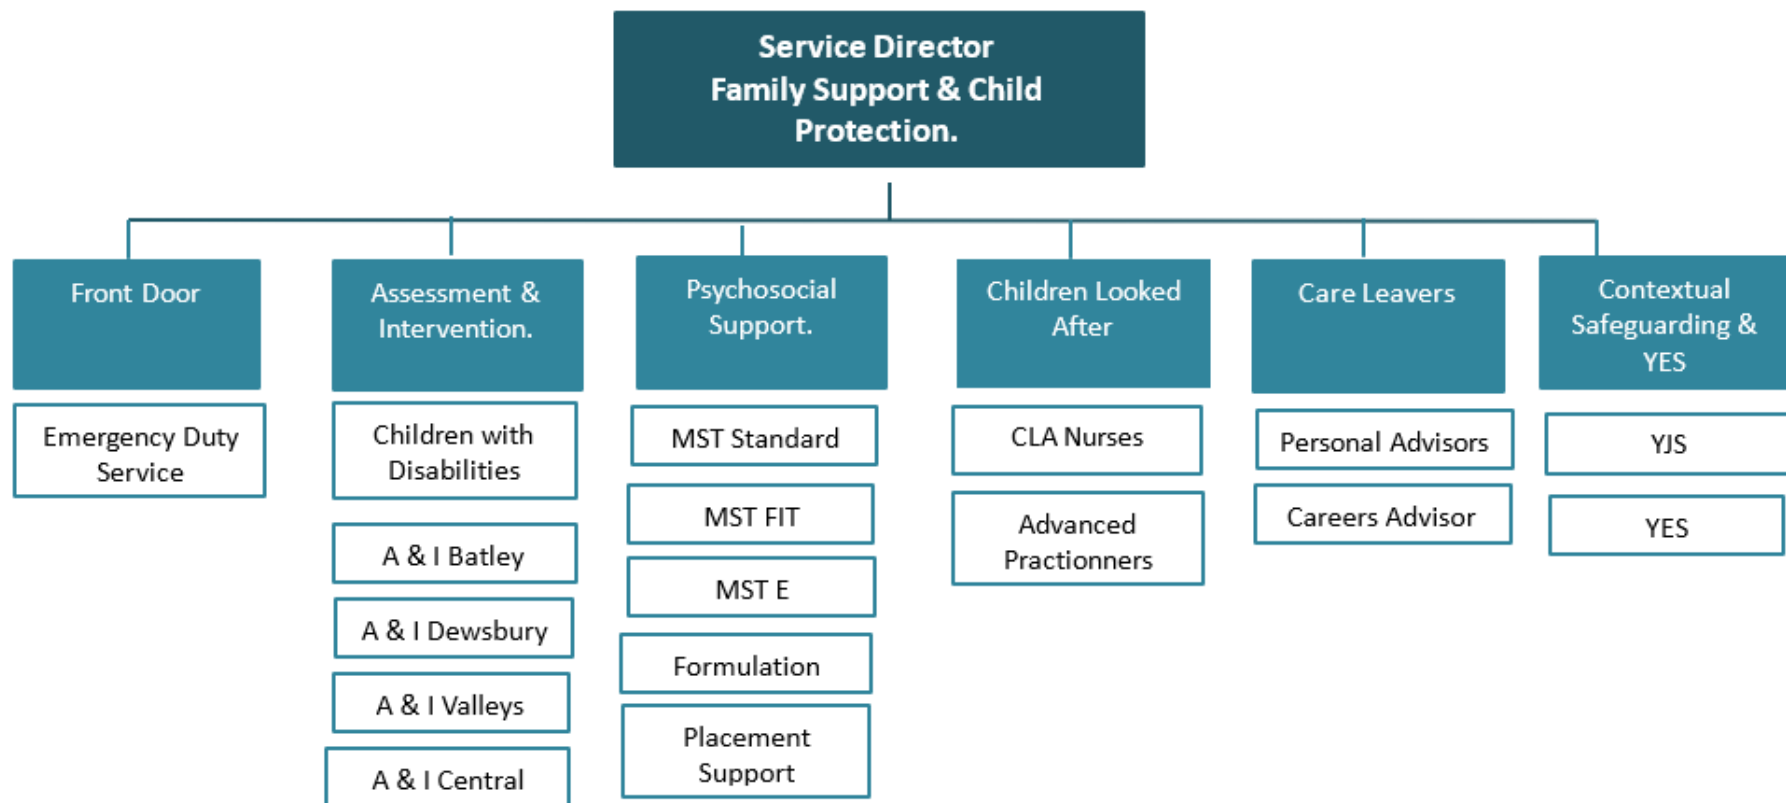 Service Director
Family Support & Child
Protection.
Front Door
Emergency Duty
Service
Assessment &
Intervention.
Children with
Disabilities
A & I Batley
A & I Dewsbury
A & I Valleys
A & I Central
Psychosocial
Support.
MST Standard
MST FIT
MST E
Formulation
Placement
Support
Children Looked
After
CLA Nurses
Advanced
Practionners
Care Leavers
Personal Advisors
Careers Advisor
Contextual
Safeguarding &
YES
YJS
YES